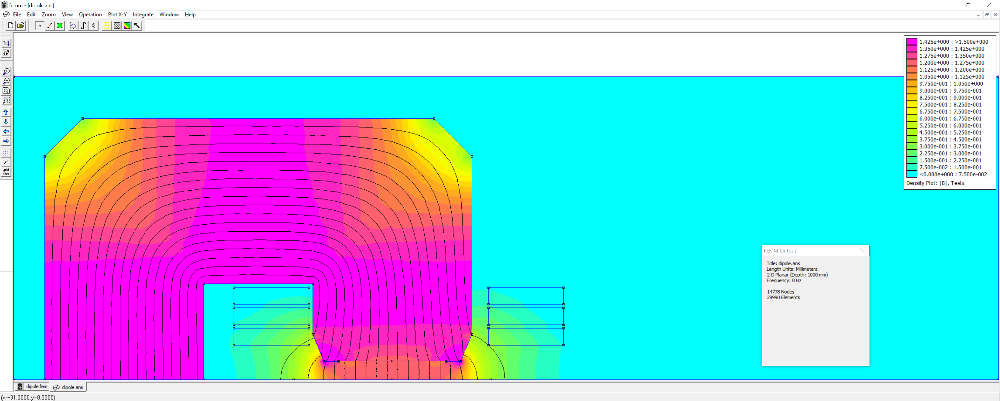 femm - [dipole.ans]
File Edit Zoom View Operation Plot X-Y Integrate Window Help
grid
size
1.425e+000 : >1.500e+000
1.350e+000 : 1.425e+000
1.275e+000 : 1.350e+000
1.200e+000 : 1.275e+000
1.125e+000 : 1.200e+000
1.050e+000 : 1.125e+000
9.750e-001 : 1.050e+000
9.000e-001 : 9.750e-001
8.250e-001 : 9.000e-001
7.500e-001 : 8.250e-001
6.750e-001 : 7.500e-001
6.000e-001 : 6.750e-001
5.250e-001 : 6.000e-001
4.500e-001 : 5.250e-001
3.750e-001 : 4.500e-001
3.000e-001 : 3.750e-001
2.250e-001 : 3.000e-001
1.500e-001 : 2.250e-001
7.500e-002 : 1.500e-001
<0.000e+000 : 7.500e-002
Density Plot: |B|, Tesla
FEMM Output
Title: dipole.ans
Length Units: Millimeters
2-D Planar (Depth: 1000 mm)
Frequency: 0 Hz
14778 Nodes
28990 Elements
dipole.fem dipole.ans
(x=-31.0000,y=8.0000)